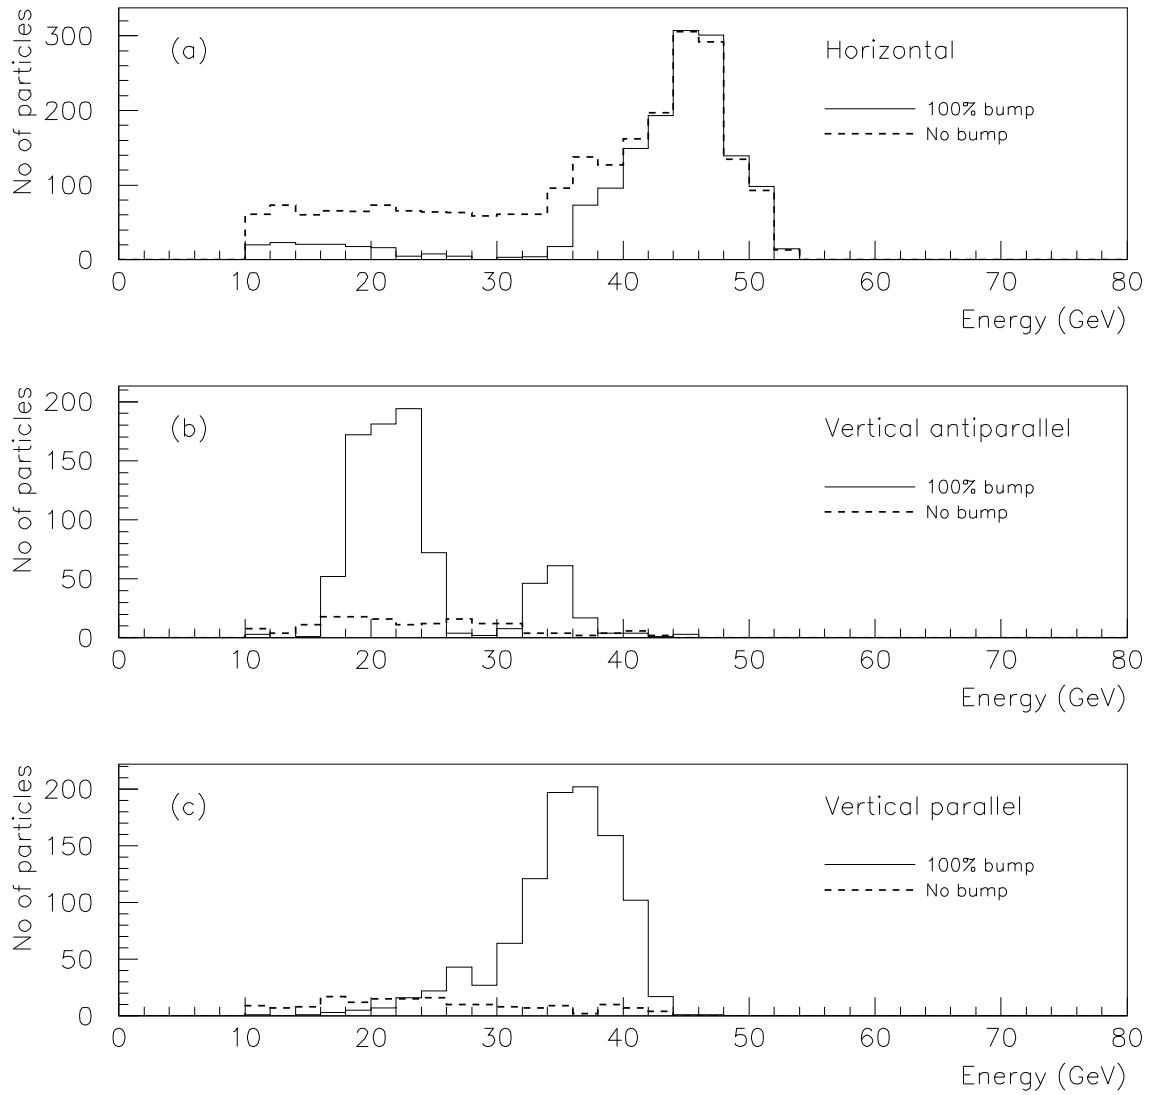 No of particles
300
200
100
0
(a)
Horizontal
100% bump
No bump
0 10 20 30 40 50 60 70 80
Energy (GeV)
No of particles
200
150
100
50
0
(b)
Vertical antiparallel
100% bump
No bump
0 10 20 30 40 50 60 70 80
Energy (GeV)
No of particles
200
150
100
50
0
(c)
Vertical parallel
100% bump
No bump
0 10 20 30 40 50 60 70 80
Energy (GeV)